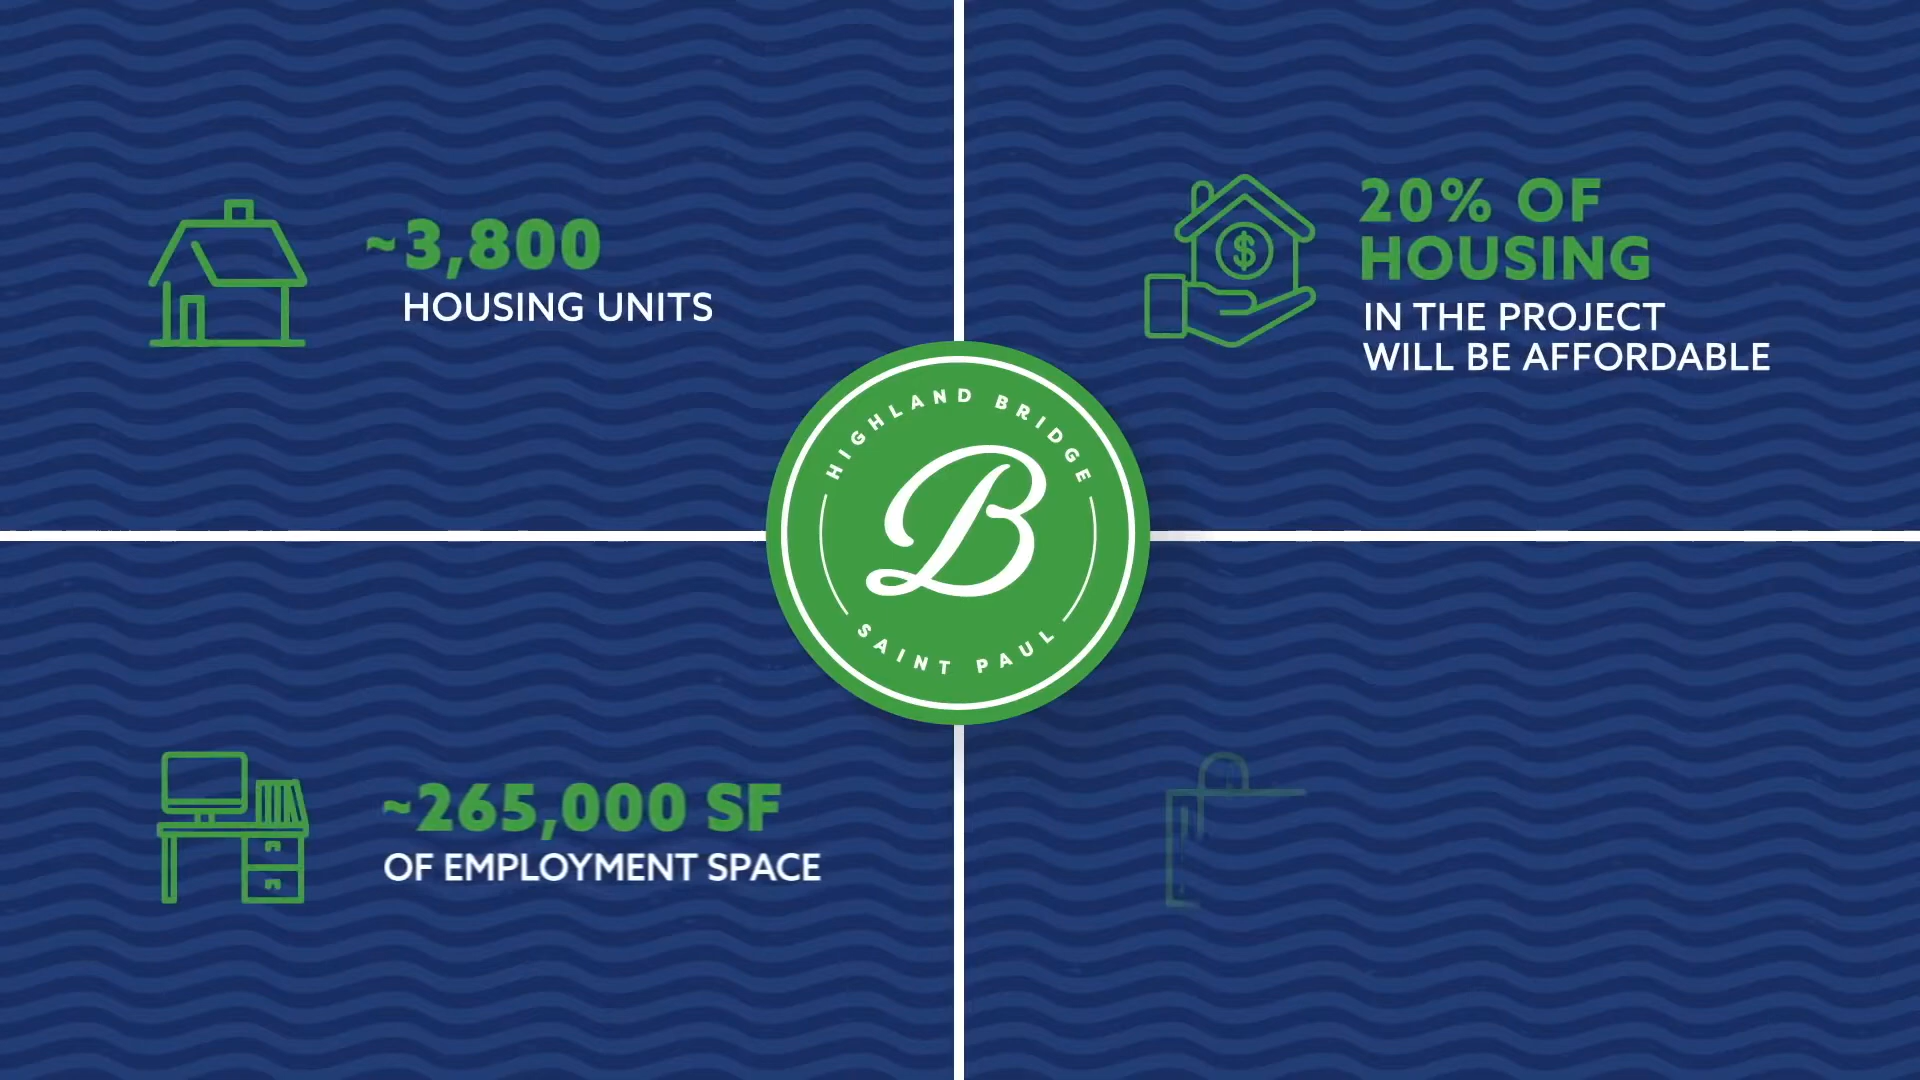 ~3,800
HOUSING UNITS
20% OF
HOUSING
IN THE PROJECT
WILL BE AFFORDABLE
HIGHLAND BRIDGE
B
SAINT PAUL
~265,000 SF
OF EMPLOYMENT SPACE